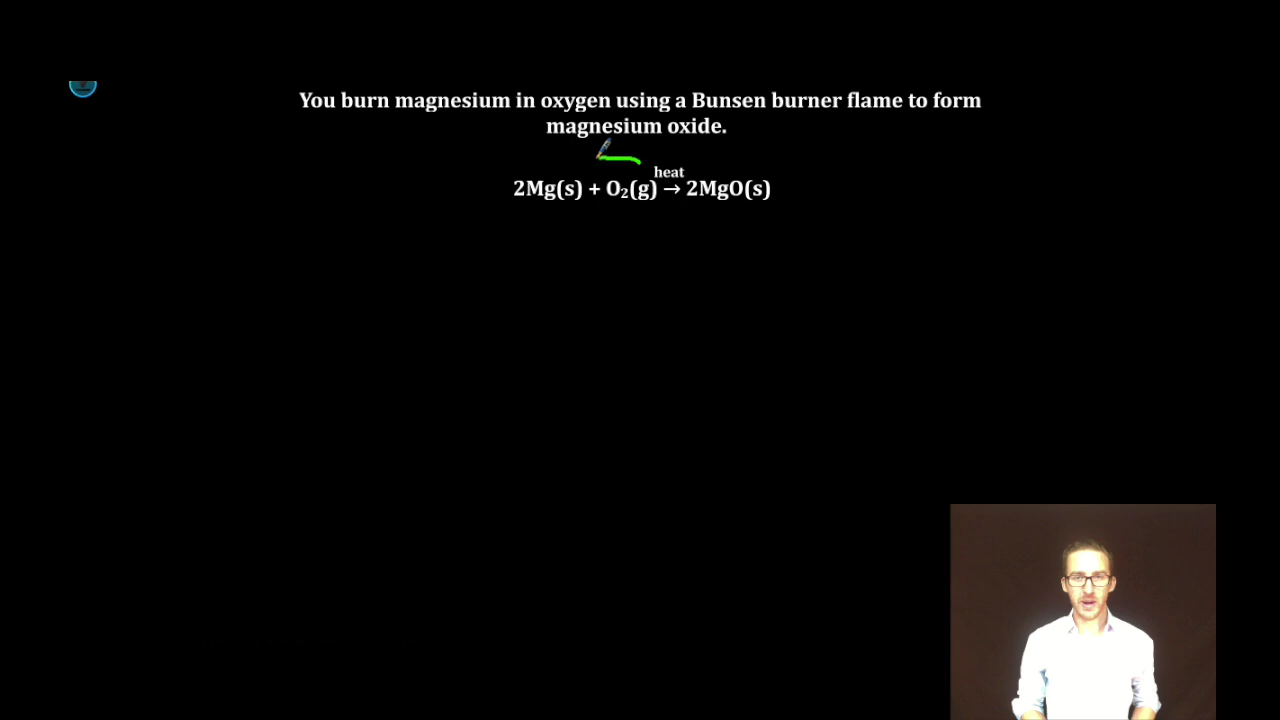 You burn magnesium in oxygen using a Bunsen burner flame to form
magnesium oxide.
heat
2Mg(s) + O₂(g) → 2MgO(s)